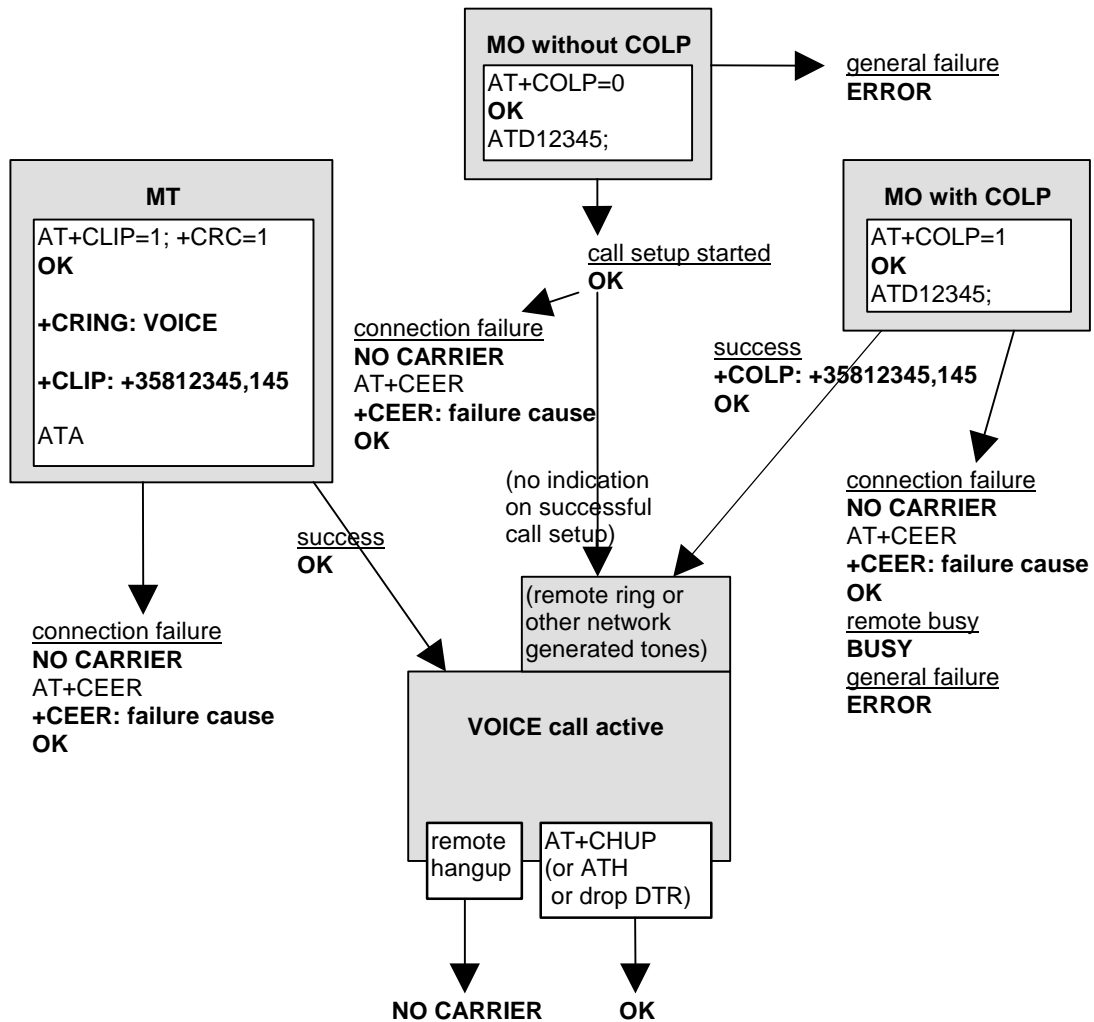 MO without COLP
AT+COLP=0
OK
ATD12345;
general failure
ERROR
MT
AT+CLIP=1; +CRC=1
OK
+CRING: VOICE
+CLIP: +35812345,145
ATA
MO with COLP
AT+COLP=1
OK
ATD12345;
call setup started
OK
connection failure
NO CARRIER
AT+CEER
+CEER: failure cause
OK
success
+COLP: +35812345,145
OK
(no indication
on successful
call setup)
success
OK
connection failure
NO CARRIER
AT+CEER
+CEER: failure cause
OK
remote busy
BUSY
general failure
ERROR
connection failure
NO CARRIER
AT+CEER
+CEER: failure cause
OK
(remote ring or
other network
generated tones)
VOICE call active
remote
hangup
AT+CHUP
(or ATH
or drop DTR)
NO CARRIER
OK